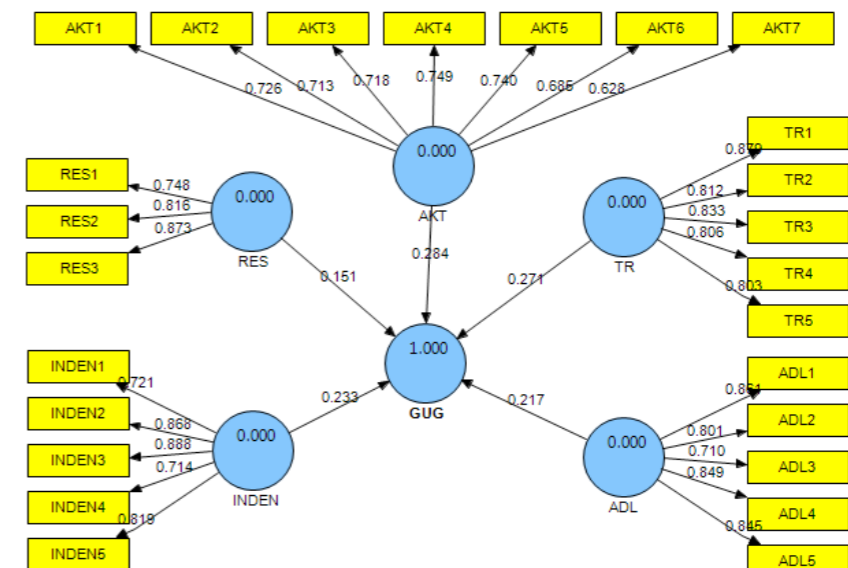 AKT1 AKT2 AKT3 AKT4 AKT5 AKT6 AKT7
0.726 0.713 0.718 0.749 0.740 0.685 0.628
0.000
AKT
RES1
RES2
RES3
0.748
0.816
0.873
0.000
RES
TR1
TR2
TR3
TR4
TR5
0.879
0.812
0.833
0.806
0.803
0.000
TR
0.284
0.151
0.271
1.000
GUG
0.233
0.217
INDEN1
INDEN2
INDEN3
INDEN4
INDEN5
0.721
0.868
0.888
0.714
0.819
0.000
INDEN
ADL1
ADL2
ADL3
ADL4
ADL5
0.861
0.801
0.710
0.849
0.845
0.000
ADL